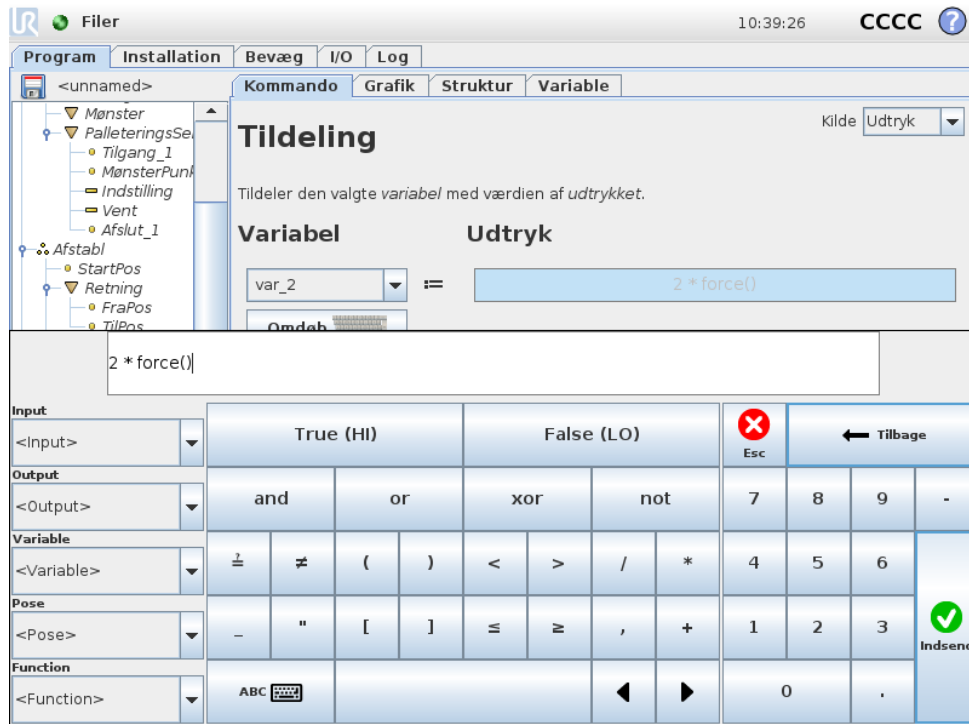 UR Filer 10:39:26 CCCC ?
Program Installation Bevæg I/O Log
<unnamed>
Kommando Grafik Struktur Variable
Mønster
PalleteringsSe
Tilgang_1
MønsterPunk
Indstilling
Vent
Afslut_1
Afstabl
StartPos
Retning
FraPos
TilPos
Tildeling
Kilde Udtryk
Tildeler den valgte variabel med værdien af udtrykket.
Variabel Udtryk
var_2 := 2 * force()
Omdøb
2 * force()
Input
<Input>
Output
<Output>
Variable
<Variable>
Pose
<Pose>
Function
<Function>
True (HI) False (LO) Esc Tilbage
and or xor not 7 8 9 -
≟ ≠ ( ) < > / * 4 5 6
_ " [ ] ≤ ≥ , + 1 2 3
Indsend
ABC 0 .